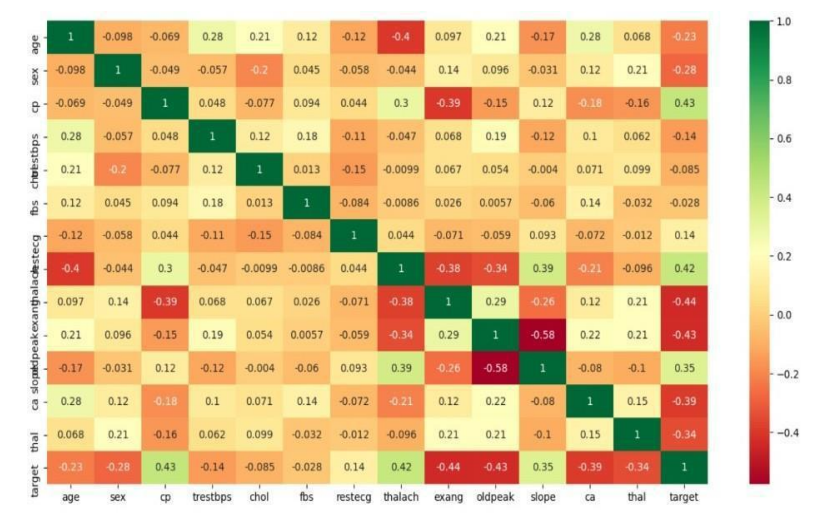 age 1 -0.098 -0.069 0.28 0.21 0.12 -0.12 -0.4 0.097 0.21 -0.17 0.28 0.068 -0.23
sex -0.098 1 -0.049 -0.057 -0.2 0.045 -0.058 -0.044 0.14 0.096 -0.031 0.12 0.21 -0.28
cp -0.069 -0.049 1 0.048 -0.077 0.094 0.044 0.3 -0.39 -0.15 0.12 -0.18 -0.16 0.43
trestbps 0.28 -0.057 0.048 1 0.12 0.18 -0.11 -0.047 0.068 0.19 -0.12 0.1 0.062 -0.14
chol 0.21 -0.2 -0.077 0.12 1 0.013 -0.15 -0.0099 0.067 0.054 -0.004 0.071 0.099 -0.085
fbs 0.12 0.045 0.094 0.18 0.013 1 -0.084 -0.0086 0.026 0.0057 -0.06 0.14 -0.032 -0.028
restecg -0.12 -0.058 0.044 -0.11 -0.15 -0.084 1 0.044 -0.071 -0.059 0.093 -0.072 -0.012 0.14
thalach -0.4 -0.044 0.3 -0.047 -0.0099 -0.0086 0.044 1 -0.38 -0.34 0.39 -0.21 -0.096 0.42
exang 0.097 0.14 -0.39 0.068 0.067 0.026 -0.071 -0.38 1 0.29 -0.26 0.12 0.21 -0.44
oldpeak 0.21 0.096 -0.15 0.19 0.054 0.0057 -0.059 -0.34 0.29 1 -0.58 0.22 0.21 -0.43
slope -0.17 -0.031 0.12 -0.12 -0.004 -0.06 0.093 0.39 -0.26 -0.58 1 -0.08 -0.1 0.35
ca 0.28 0.12 -0.18 0.1 0.071 0.14 -0.072 -0.21 0.12 0.22 -0.08 1 0.15 -0.39
thal 0.068 0.21 -0.16 0.062 0.099 -0.032 -0.012 -0.096 0.21 0.21 -0.1 0.15 1 -0.34
target -0.23 -0.28 0.43 -0.14 -0.085 -0.028 0.14 0.42 -0.44 -0.43 0.35 -0.39 -0.34 1
age sex cp trestbps chol fbs restecg thalach exang oldpeak slope ca thal target
1.0
0.8
0.6
0.4
0.2
0.0
−0.2
−0.4